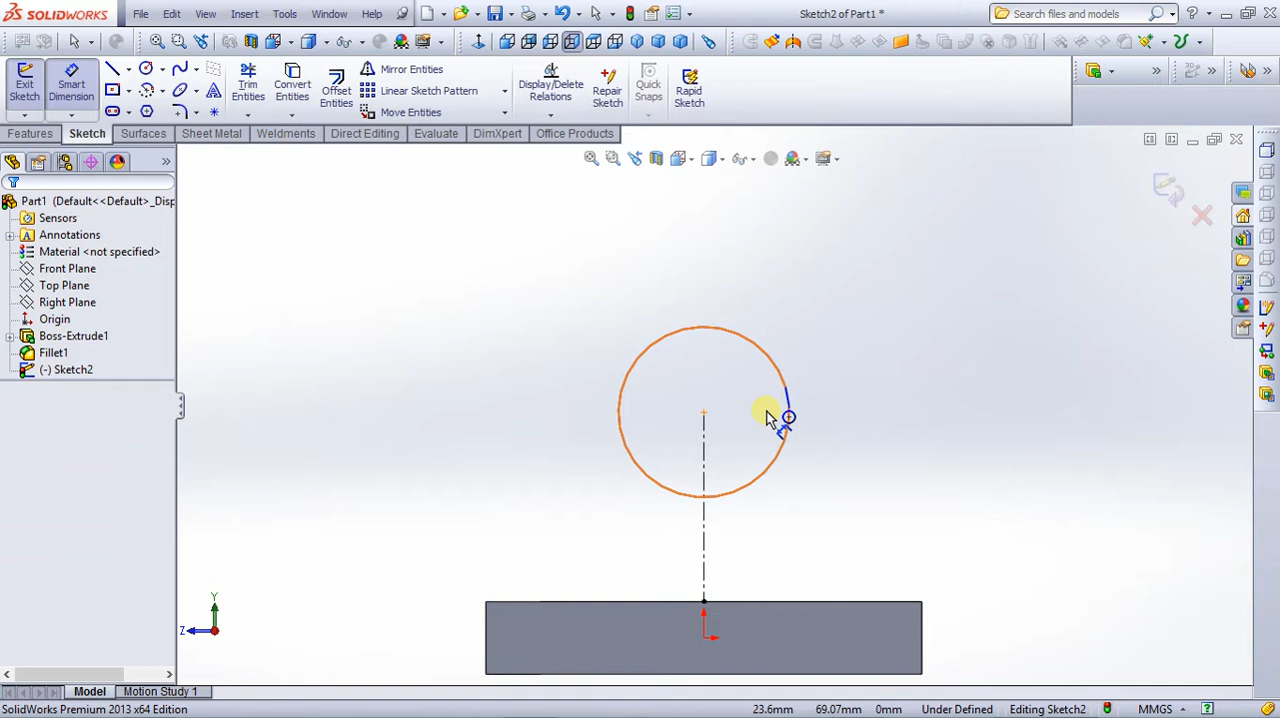 SOLIDWORKS File Edit View Insert Tools Window Help Sketch2 of Part1 * Search files and models
Exit Sketch Smart Dimension Trim Entities Convert Entities Offset Entities Mirror Entities Linear Sketch Pattern Move Entities Display/Delete Relations Repair Sketch Quick Snaps Rapid Sketch
Features Sketch Surfaces Sheet Metal Weldments Direct Editing Evaluate DimXpert Office Products
Part1 (Default<<Default>_Disp
Sensors
Annotations
Material <not specified>
Front Plane
Top Plane
Right Plane
Origin
Boss-Extrude1
Fillet1
(-) Sketch2
Y
Z
Model Motion Study 1
SolidWorks Premium 2013 x64 Edition 23.6mm 69.07mm 0mm Under Defined Editing Sketch2 MMGS